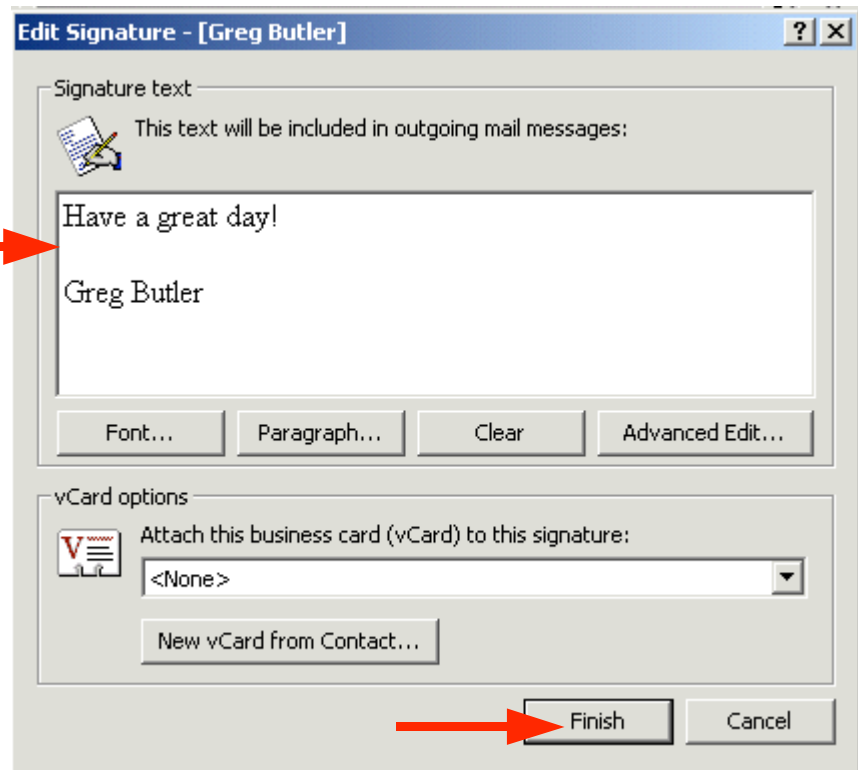 Edit Signature - [Greg Butler]
Signature text
This text will be included in outgoing mail messages:
Have a great day!
Greg Butler
Font... Paragraph... Clear Advanced Edit...
vCard options
Attach this business card (vCard) to this signature:
<None>
New vCard from Contact...
Finish Cancel